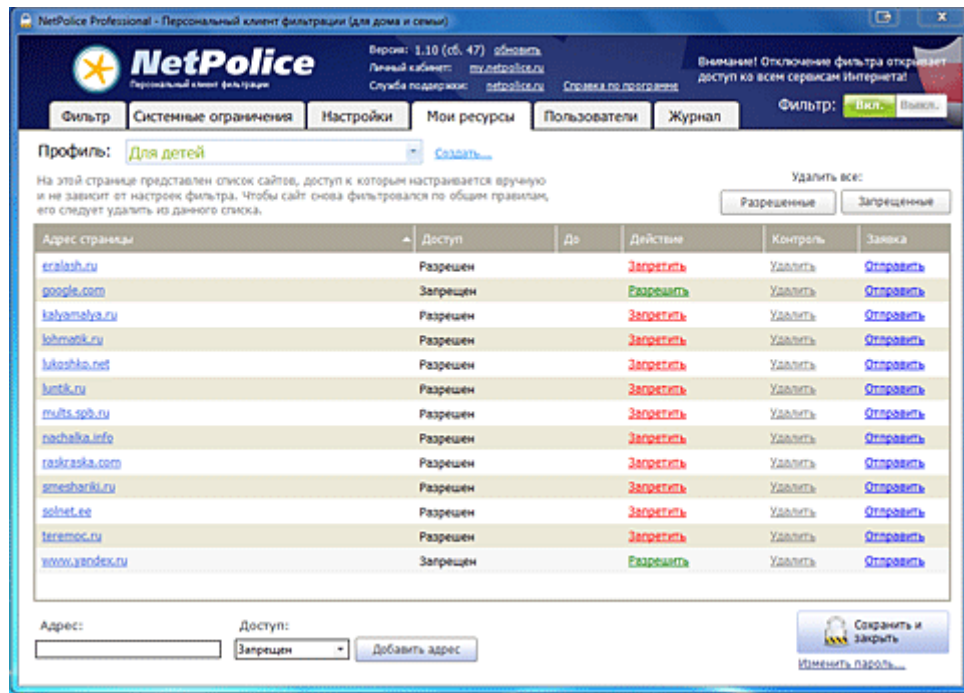 NetPolice Professional - Персональный клиент фильтрации (для дома и семьи)
NetPolice
Персональный клиент фильтрации
Версия: 1.10 (сб. 47) обновить
Личный кабинет: my.netpolice.ru
Служба поддержки: netpolice.ru Справка по программе
Внимание! Отключение фильтра открывает
доступ ко всем сервисам Интернета!
Фильтр: Вкл. Выкл.
Фильтр Системные ограничения Настройки Мои ресурсы Пользователи Журнал
Профиль: Для детей Создать...
На этой странице представлен список сайтов, доступ к которым настраивается вручную
и не зависит от настроек фильтра. Чтобы сайт снова фильтровался по общим правилам,
его следует удалить из данного списка.
Удалить все:
Разрешенные Запрещенные
Адрес страницы Доступ До Действие Контроль Заявка
eralash.ru Разрешен Запретить Удалить Отправить
google.com Запрещен Разрешить Удалить Отправить
kalyamalya.ru Разрешен Запретить Удалить Отправить
lohmatik.ru Разрешен Запретить Удалить Отправить
lukoshko.net Разрешен Запретить Удалить Отправить
luntik.ru Разрешен Запретить Удалить Отправить
mults.spb.ru Разрешен Запретить Удалить Отправить
nachalka.info Разрешен Запретить Удалить Отправить
raskraska.com Разрешен Запретить Удалить Отправить
smeshariki.ru Разрешен Запретить Удалить Отправить
solnet.ee Разрешен Запретить Удалить Отправить
teremoc.ru Разрешен Запретить Удалить Отправить
www.yandex.ru Запрещен Разрешить Удалить Отправить
Адрес: Доступ:
Запрещен Добавить адрес
Сохранить и
закрыть
Изменить пароль...